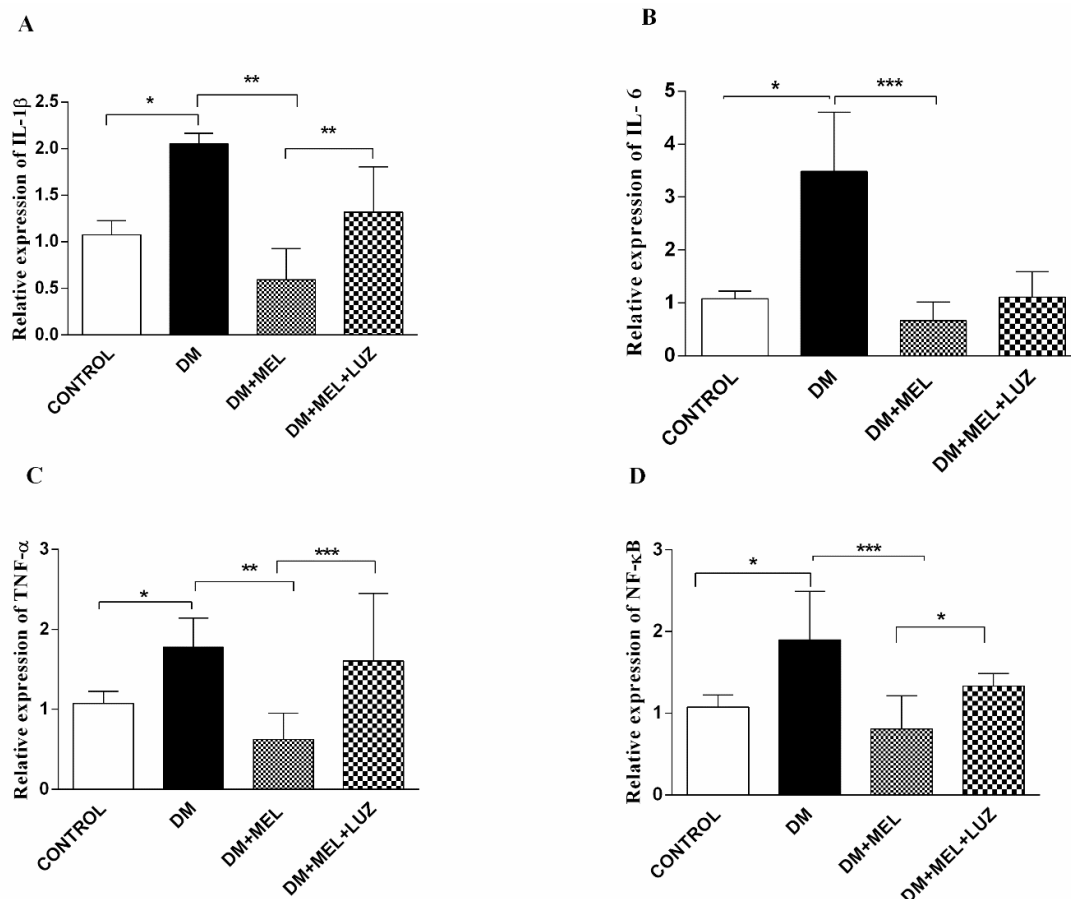 A
Relative expression of IL-1β
2.5
2.0
1.5
1.0
0.5
0.0
*
**
**
CONTROL
DM
DM+MEL
DM+MEL+LUZ
B
Relative expression of IL- 6
5
4
3
2
1
0
*
***
CONTROL
DM
DM+MEL
DM+MEL+LUZ
C
Relative expression of TNF-α
3
2
1
0
*
**
***
CONTROL
DM
DM+MEL
DM+MEL+LUZ
D
Relative expression of NF-κB
3
2
1
0
*
***
*
CONTROL
DM
DM+MEL
DM+MEL+LUZ